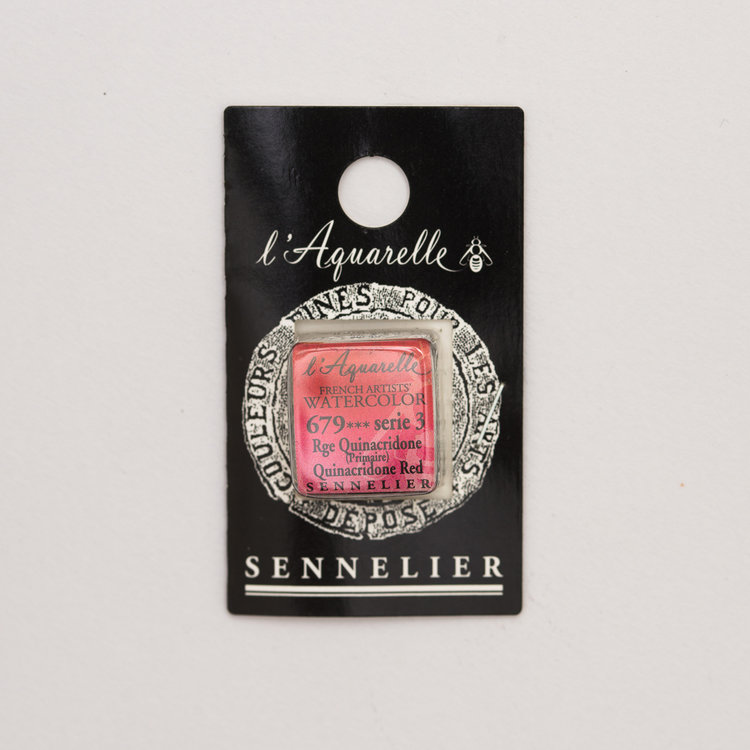 l'Aquarelle
COULEURS FINES POUR LES ARTS
DÉPOSÉ
l'Aquarelle
FRENCH ARTISTS'
WATERCOLOR
679*** serie 3
Rge Quinacridone
(Primaire)
Quinacridone Red
SENNELIER
SENNELIER